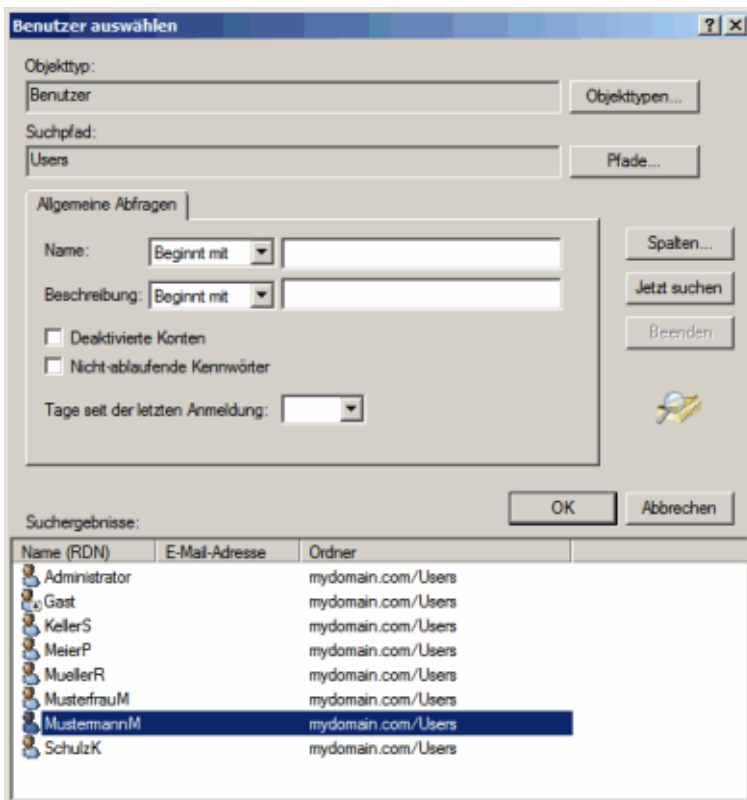 Benutzer auswählen
Objekttyp:
Benutzer
Objekttypen...
Suchpfad:
Users
Pfade...
Allgemeine Abfragen
Name:
Beginnt mit
Spalten...
Beschreibung:
Beginnt mit
Jetzt suchen
Deaktivierte Konten
Beenden
Nicht-ablaufende Kennwörter
Tage seit der letzten Anmeldung:
OK
Abbrechen
Suchergebnisse:
Name (RDN) E-Mail-Adresse Ordner
Administrator mydomain.com/Users
Gast mydomain.com/Users
KellerS mydomain.com/Users
MeierP mydomain.com/Users
MuellerR mydomain.com/Users
MusterfrauM mydomain.com/Users
MustermannM mydomain.com/Users
SchulzK mydomain.com/Users